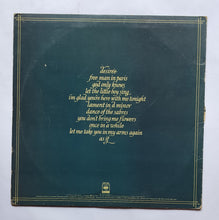 desirée
free man in paris
god only knows
let the little boy sing
i'm glad you're here with me tonight
lament in d minor
dance of the sabres
you don't bring me flowers
once in a while
let me take you in my arms again
as if